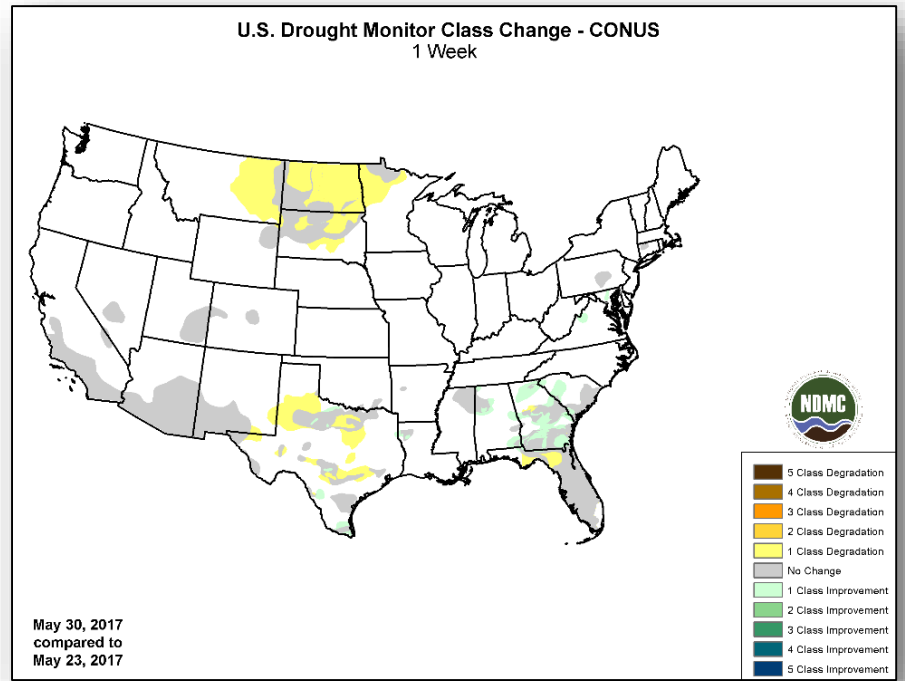 U.S. Drought Monitor Class Change - CONUS
1 Week
NDMC
5 Class Degradation
4 Class Degradation
3 Class Degradation
2 Class Degradation
1 Class Degradation
No Change
1 Class Improvement
2 Class Improvement
3 Class Improvement
4 Class Improvement
5 Class Improvement
May 30, 2017
compared to
May 23, 2017